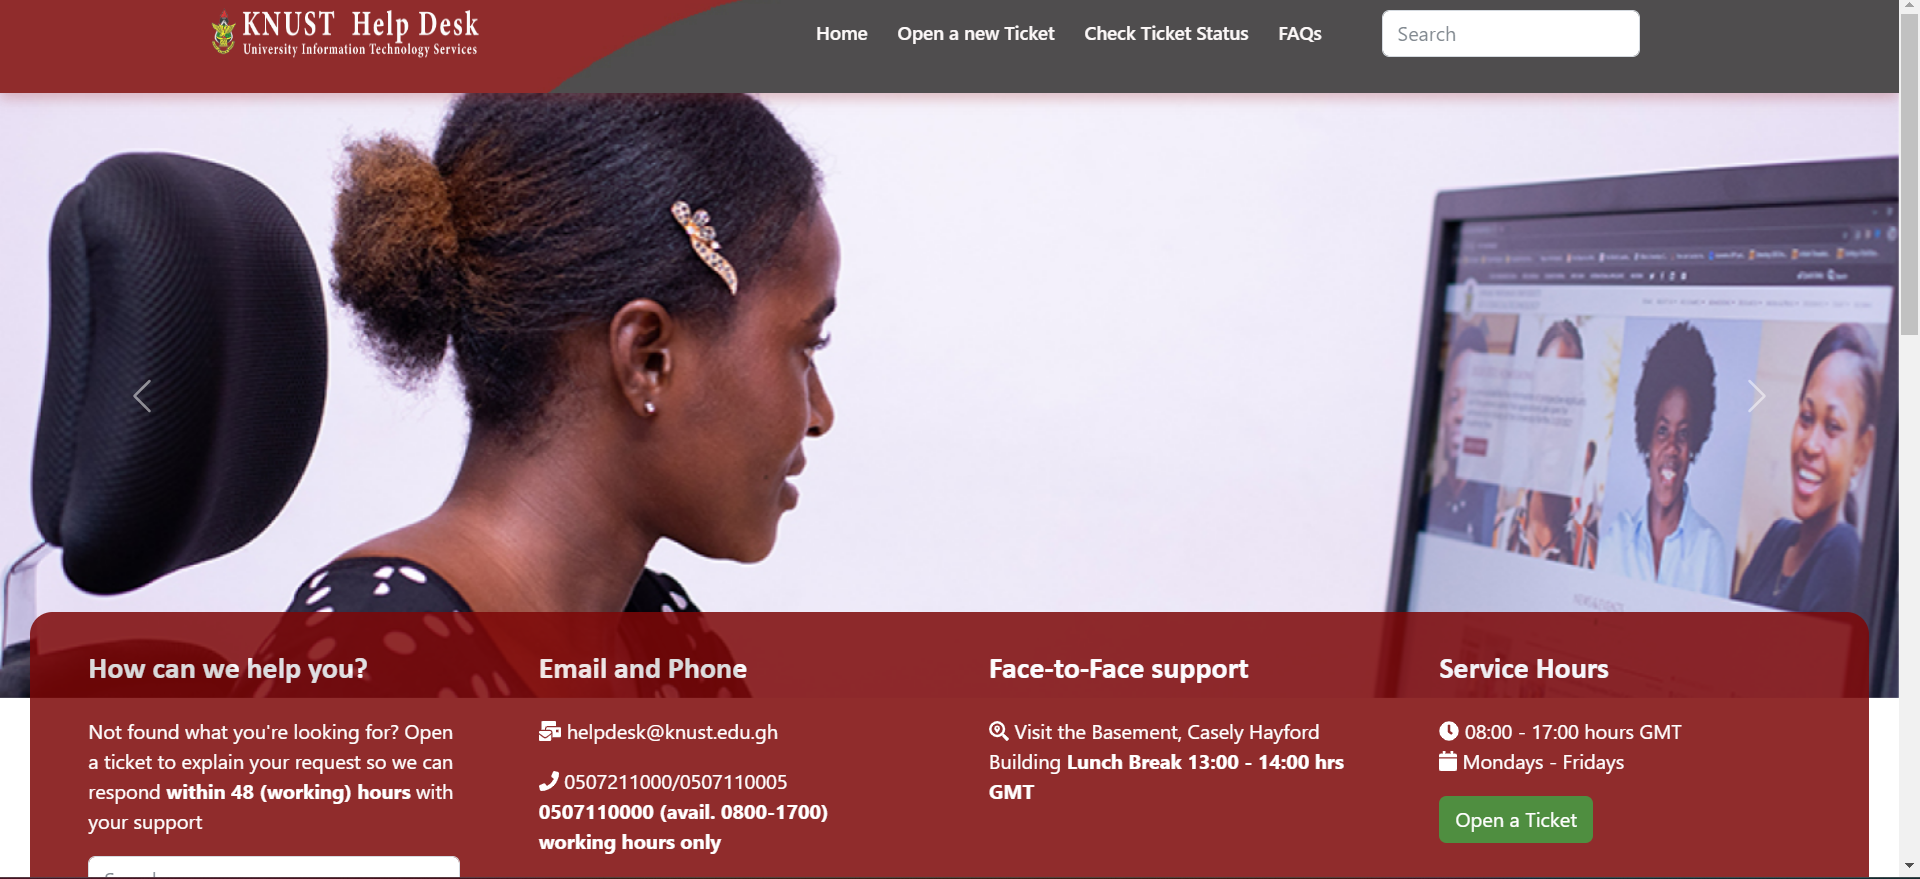 KNUST Help Desk
University Information Technology Services
Home
Open a new Ticket
Check Ticket Status
FAQs
Search
How can we help you?
Not found what you're looking for? Open
a ticket to explain your request so we can
respond within 48 (working) hours with
your support
Email and Phone
helpdesk@knust.edu.gh
0507211000/0507110005
0507110000 (avail. 0800-1700)
working hours only
Face-to-Face support
Visit the Basement, Casely Hayford
Building Lunch Break 13:00 - 14:00 hrs
GMT
Service Hours
08:00 - 17:00 hours GMT
Mondays - Fridays
Open a Ticket